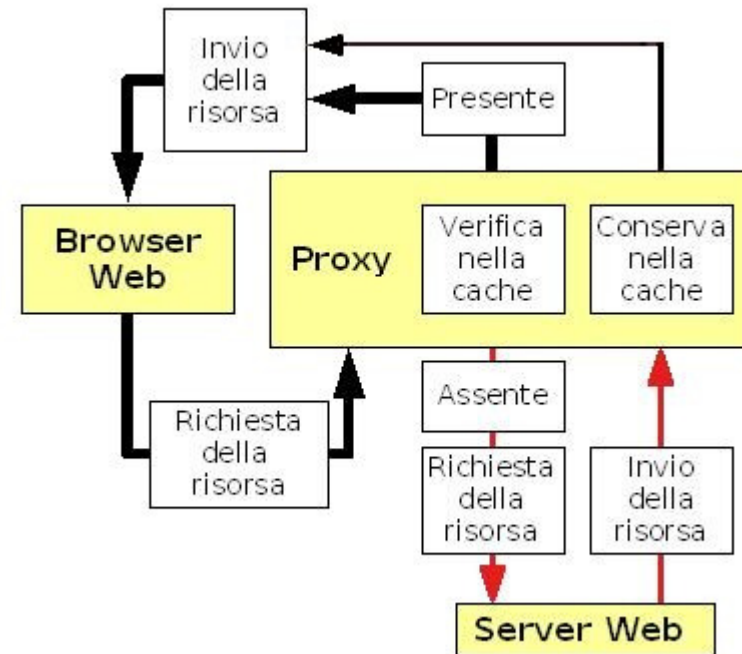 Invio
della
risorsa
Presente
Browser
Web
Proxy
Verifica
nella
cache
Conserva
nella
cache
Assente
Richiesta
della
risorsa
Richiesta
della
risorsa
Invio
della
risorsa
Server Web